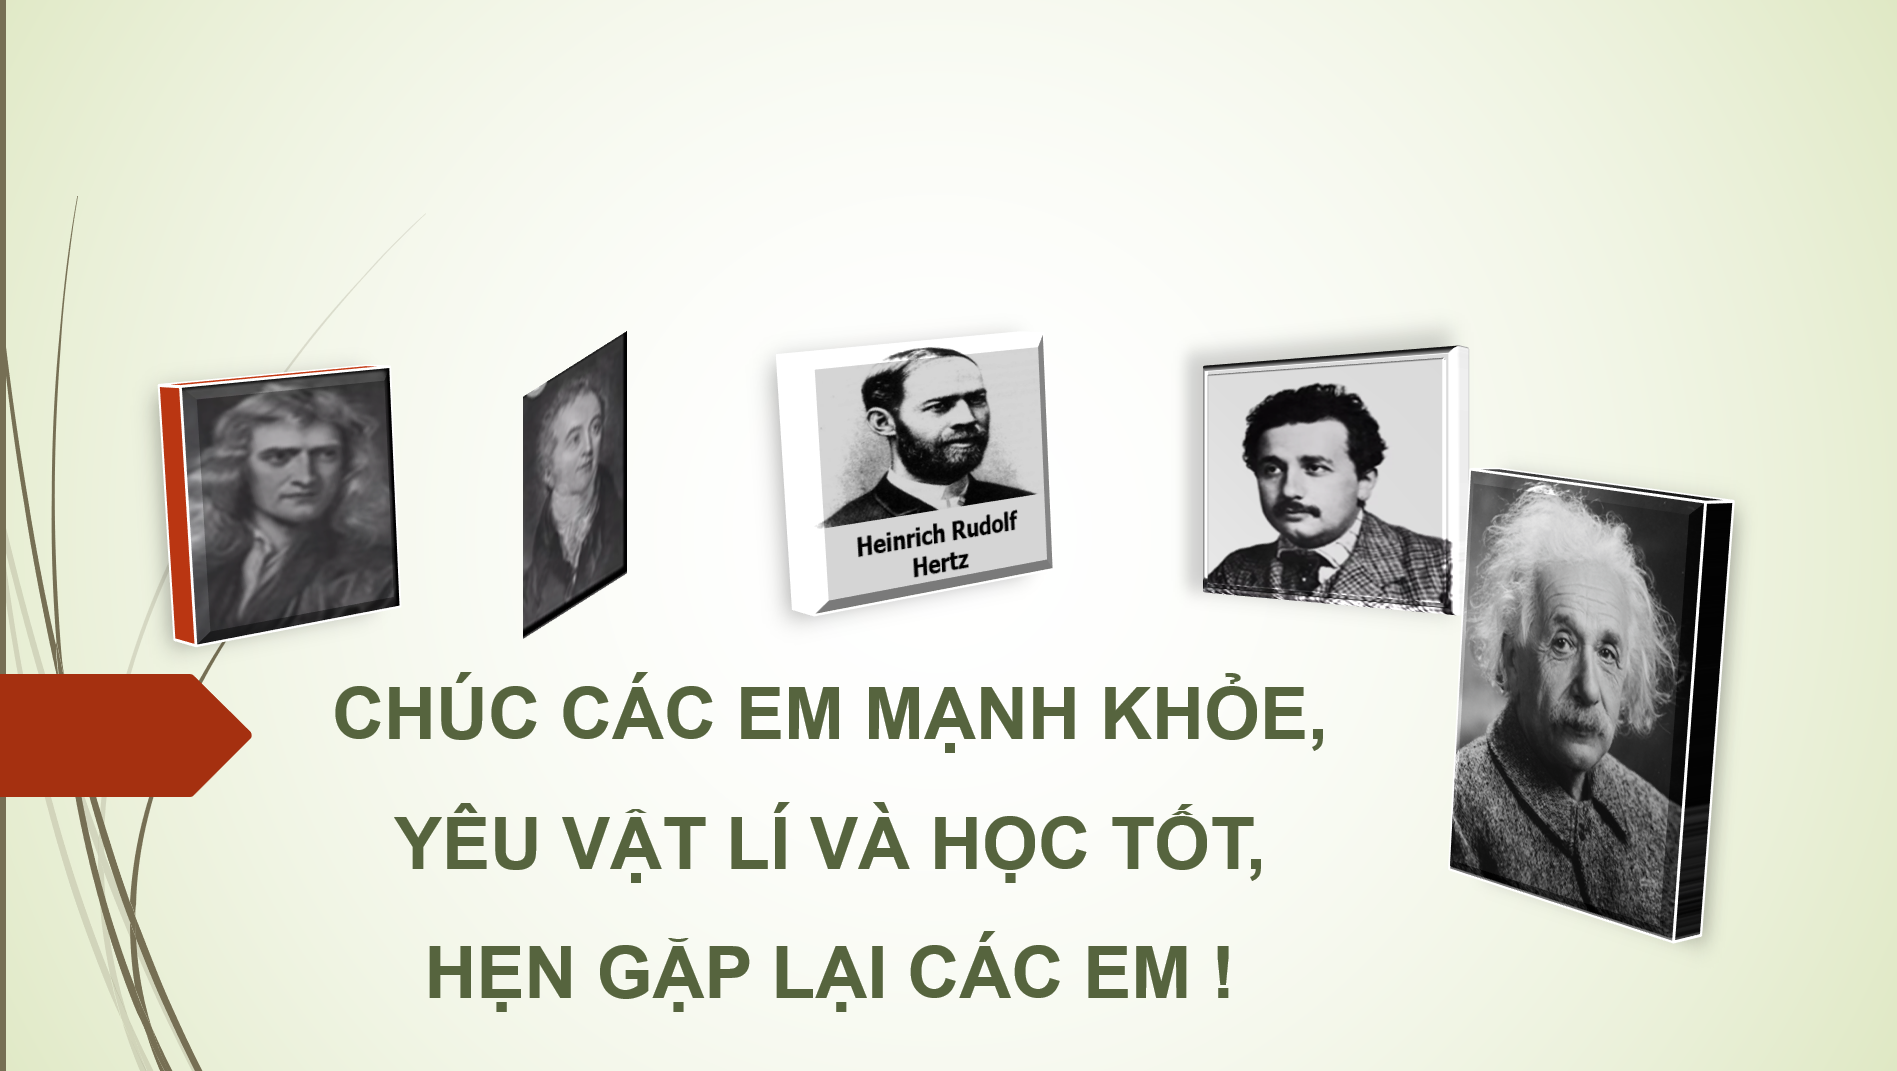 Heinrich Rudolf
Hertz
CHÚC CÁC EM MẠNH KHỎE,
YÊU VẬT LÍ VÀ HỌC TỐT,
HẸN GẶP LẠI CÁC EM !